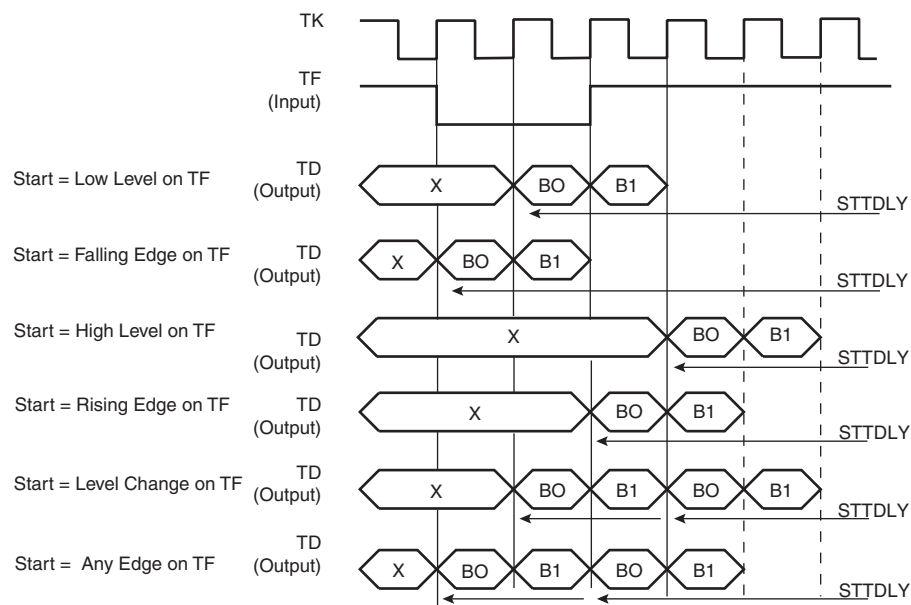 TK
TF
(Input)
Start = Low Level on TF
TD
(Output)
X
BO
B1
STTDLY
Start = Falling Edge on TF
TD
(Output)
X
BO
B1
STTDLY
Start = High Level on TF
TD
(Output)
X
BO
B1
STTDLY
Start = Rising Edge on TF
TD
(Output)
X
BO
B1
STTDLY
Start = Level Change on TF
TD
(Output)
X
BO
B1
BO
B1
STTDLY
Start = Any Edge on TF
TD
(Output)
X
BO
B1
BO
B1
STTDLY